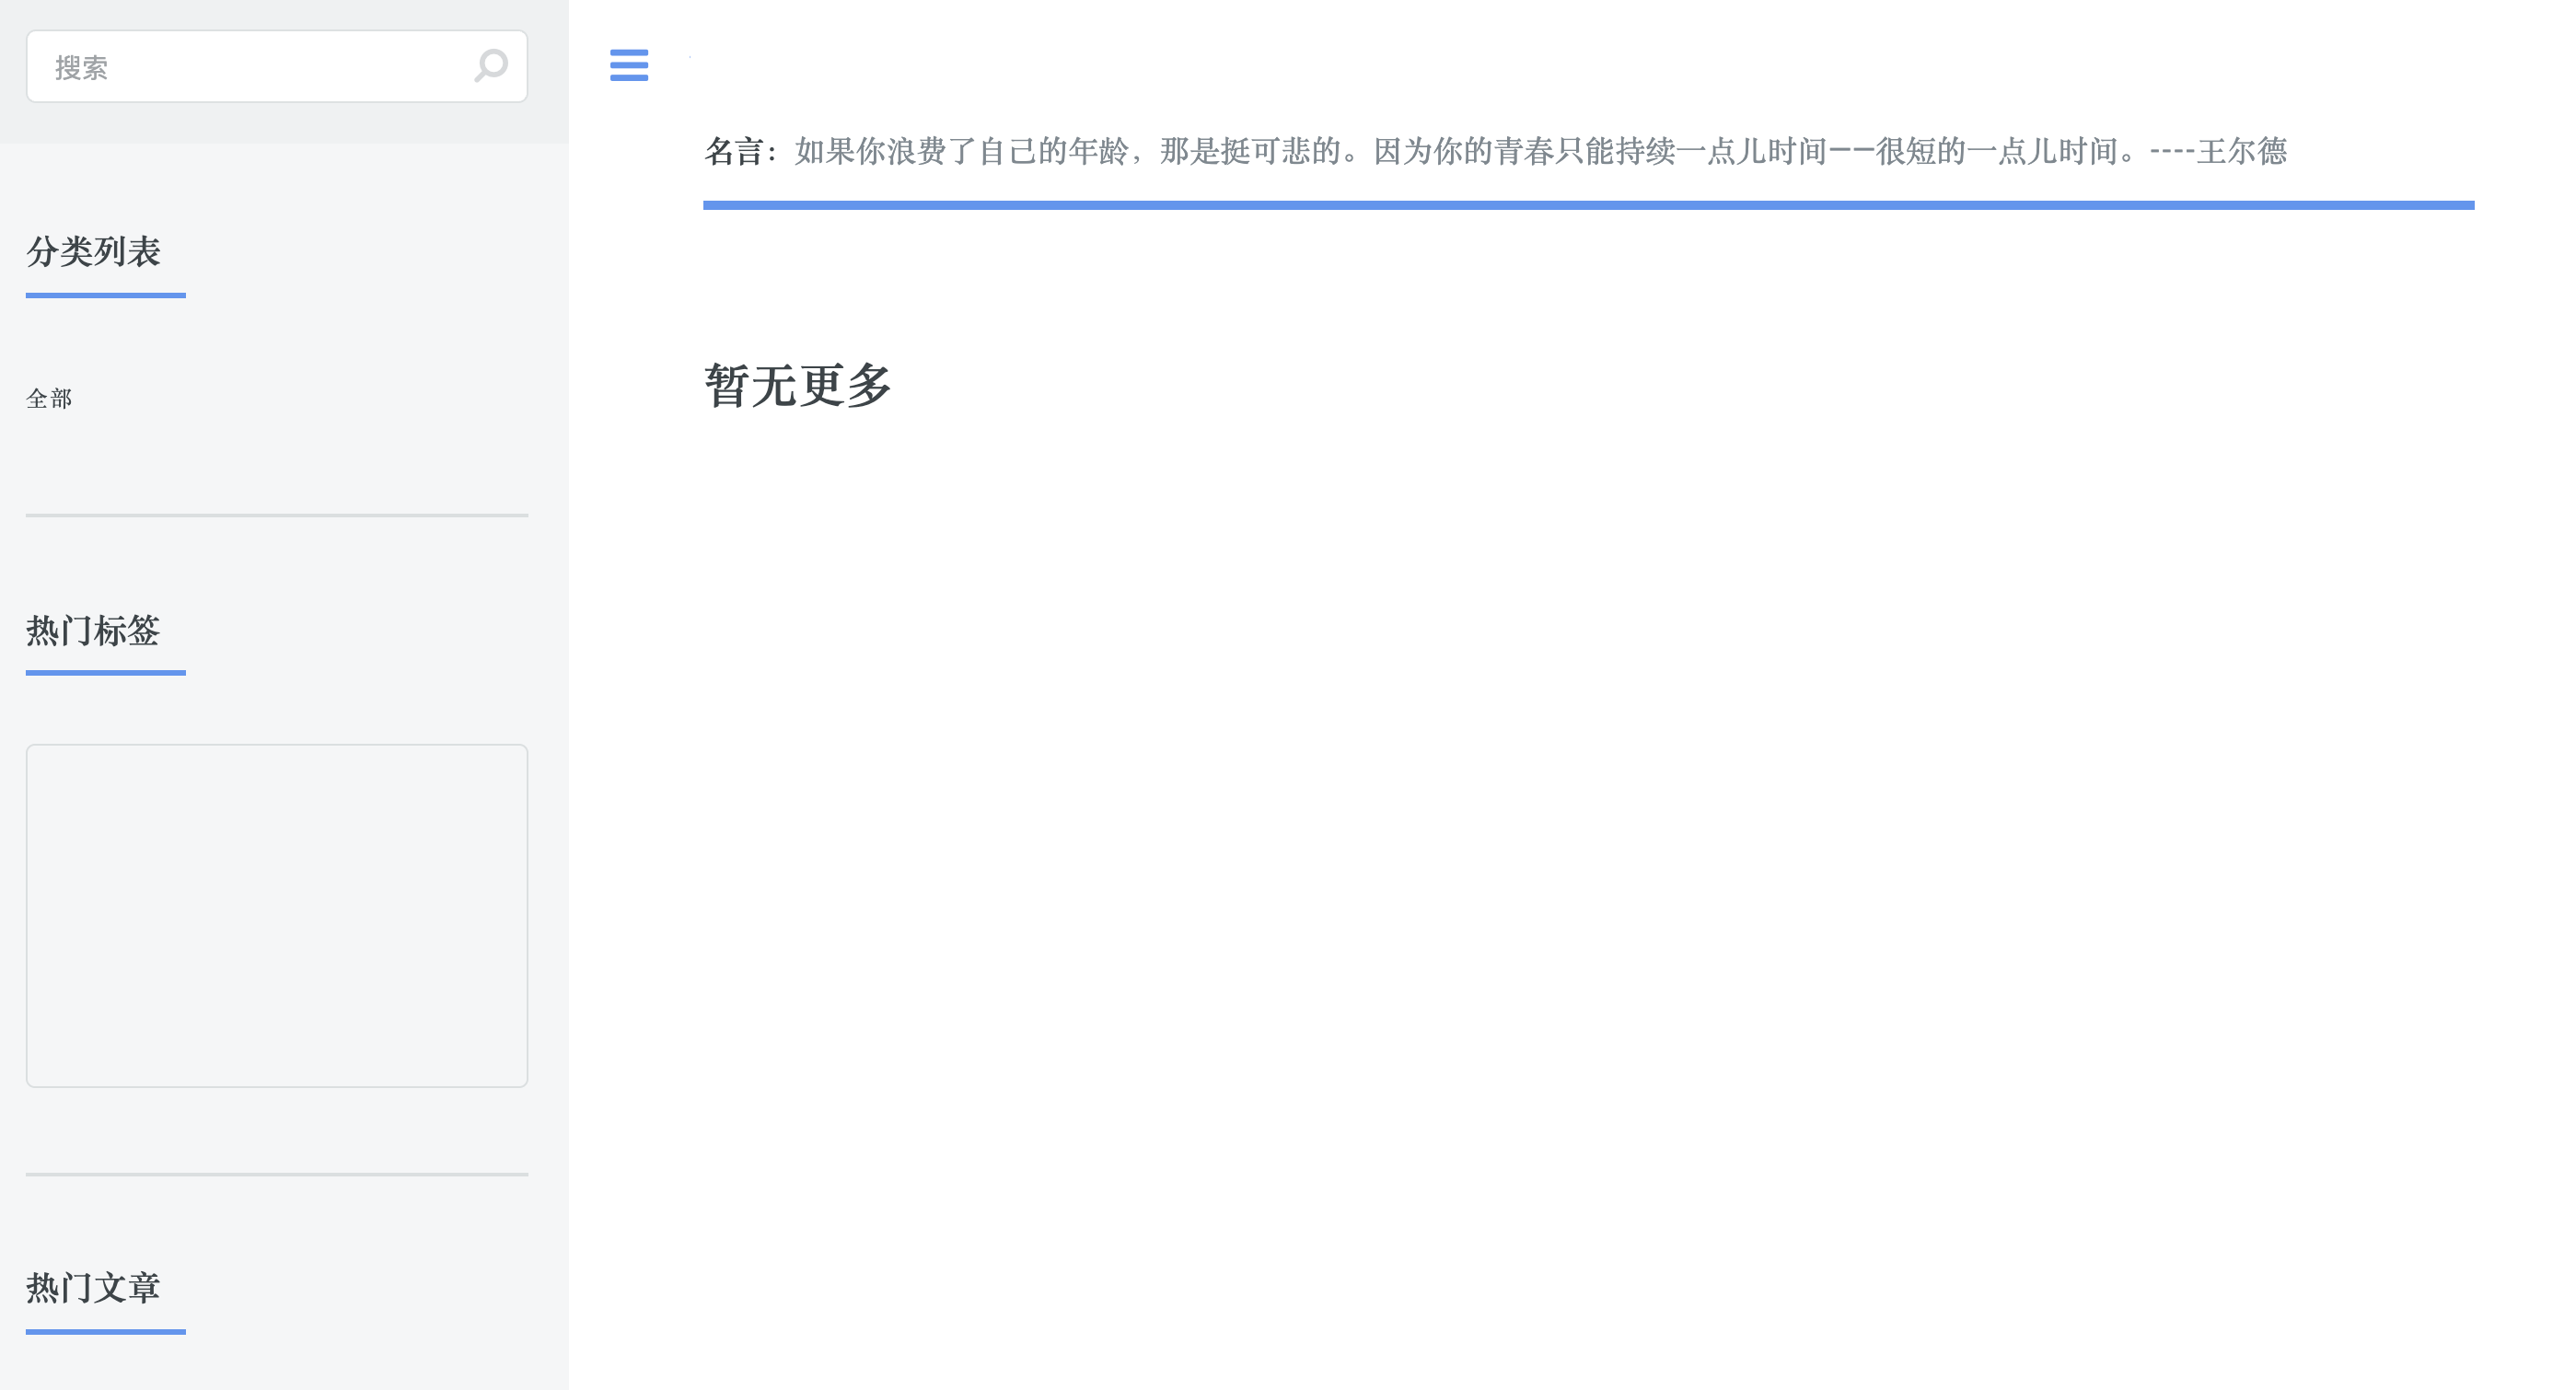 搜索
分类列表
全部
热门标签
热门文章
名言：如果你浪费了自己的年龄，那是挺可悲的。因为你的青春只能持续一点儿时间——很短的一点儿时间。----王尔德
暂无更多